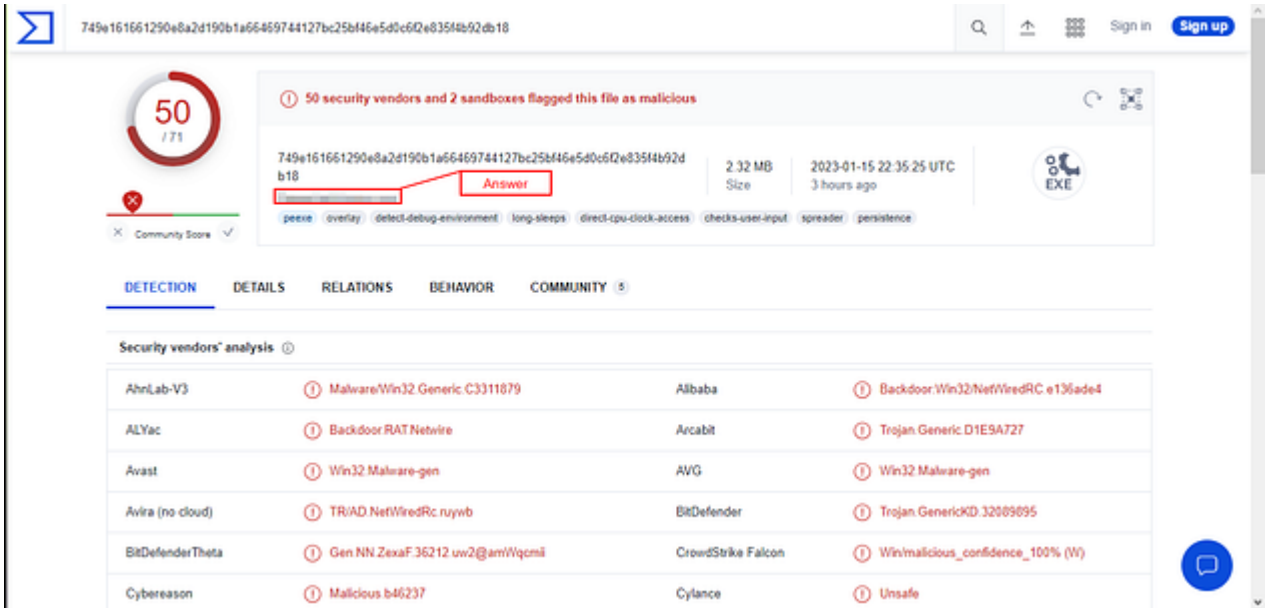 749e161661290e8a2d190b1a66469744127bc25bf46e5d0c6f2e835f4b92db18
Sign in
Sign up
50
/ 71
50 security vendors and 2 sandboxes flagged this file as malicious
749e161661290e8a2d190b1a66469744127bc25bf46e5d0c6f2e835f4b92d
b18
Answer
2.32 MB
Size
2023-01-15 22:35:25 UTC
3 hours ago
EXE
peexe overlay detect-debug-environment long-sleeps direct-cpu-clock-access checks-user-input spreader persistence
Community Score
DETECTION DETAILS RELATIONS BEHAVIOR COMMUNITY 5
Security vendors' analysis
AhnLab-V3 Malware/Win32.Generic.C3311879 Alibaba Backdoor:Win32/NetWiredRC.e136ade4
ALYac Backdoor.RAT.Netwire Arcabit Trojan.Generic.D1E9A727
Avast Win32:Malware-gen AVG Win32:Malware-gen
Avira (no cloud) TR/AD.NetWiredRc.ruywb BitDefender Trojan.GenericKD.32089895
BitDefenderTheta Gen:NN.ZexaF.36212.uw2@amWqcmii CrowdStrike Falcon Win/malicious_confidence_100% (W)
Cybereason Malicious.b46237 Cylance Unsafe